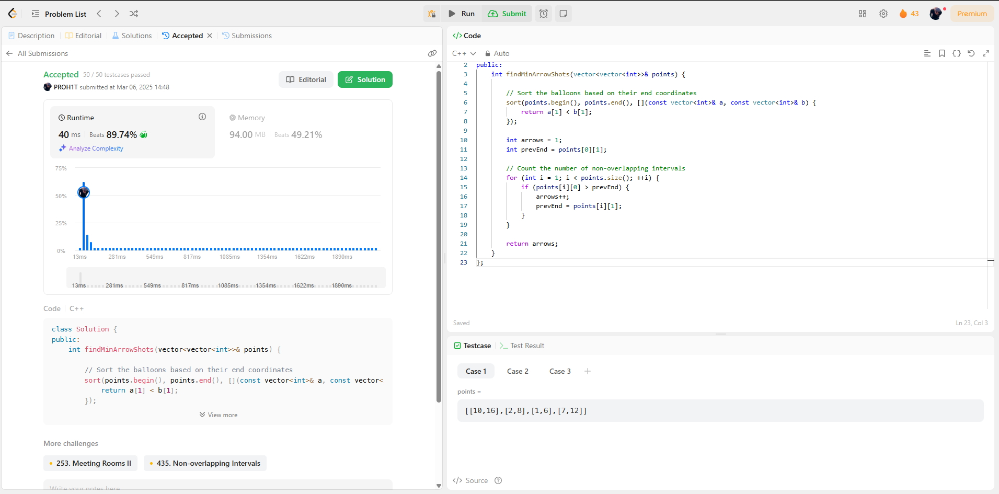 Problem List
Run
Submit
43
Premium
Description
Editorial
Solutions
Accepted
Submissions
All Submissions
Accepted 50 / 50 testcases passed
PROH1T submitted at Mar 06, 2025 14:48
Editorial
Solution
Runtime
40 ms Beats 89.74%
Analyze Complexity
Memory
94.00 MB Beats 49.21%
75%
50%
25%
0%
13ms 281ms 549ms 817ms 1085ms 1354ms 1622ms 1890ms
13ms 281ms 549ms 817ms 1085ms 1354ms 1622ms 1890ms
Code C++
class Solution {
public:
    int findMinArrowShots(vector<vector<int>>& points) {
        // Sort the balloons based on their end coordinates
        sort(points.begin(), points.end(), [](const vector<int>& a, const vector<
            return a[1] < b[1];
        });
View more
More challenges
253. Meeting Rooms II
435. Non-overlapping Intervals
Write your notes here
</> Code
C++
Auto
2 public:
3     int findMinArrowShots(vector<vector<int>>& points) {
4
5         // Sort the balloons based on their end coordinates
6         sort(points.begin(), points.end(), [](const vector<int>& a, const vector<int>& b) {
7             return a[1] < b[1];
8         });
9
10         int arrows = 1;
11         int prevEnd = points[0][1];
12
13         // Count the number of non-overlapping intervals
14         for (int i = 1; i < points.size(); ++i) {
15             if (points[i][0] > prevEnd) {
16                 arrows++;
17                 prevEnd = points[i][1];
18             }
19         }
20
21         return arrows;
22     }
23 };
Saved
Ln 23, Col 3
Testcase
Test Result
Case 1
Case 2
Case 3
points =
[[10,16],[2,8],[1,6],[7,12]]
</> Source